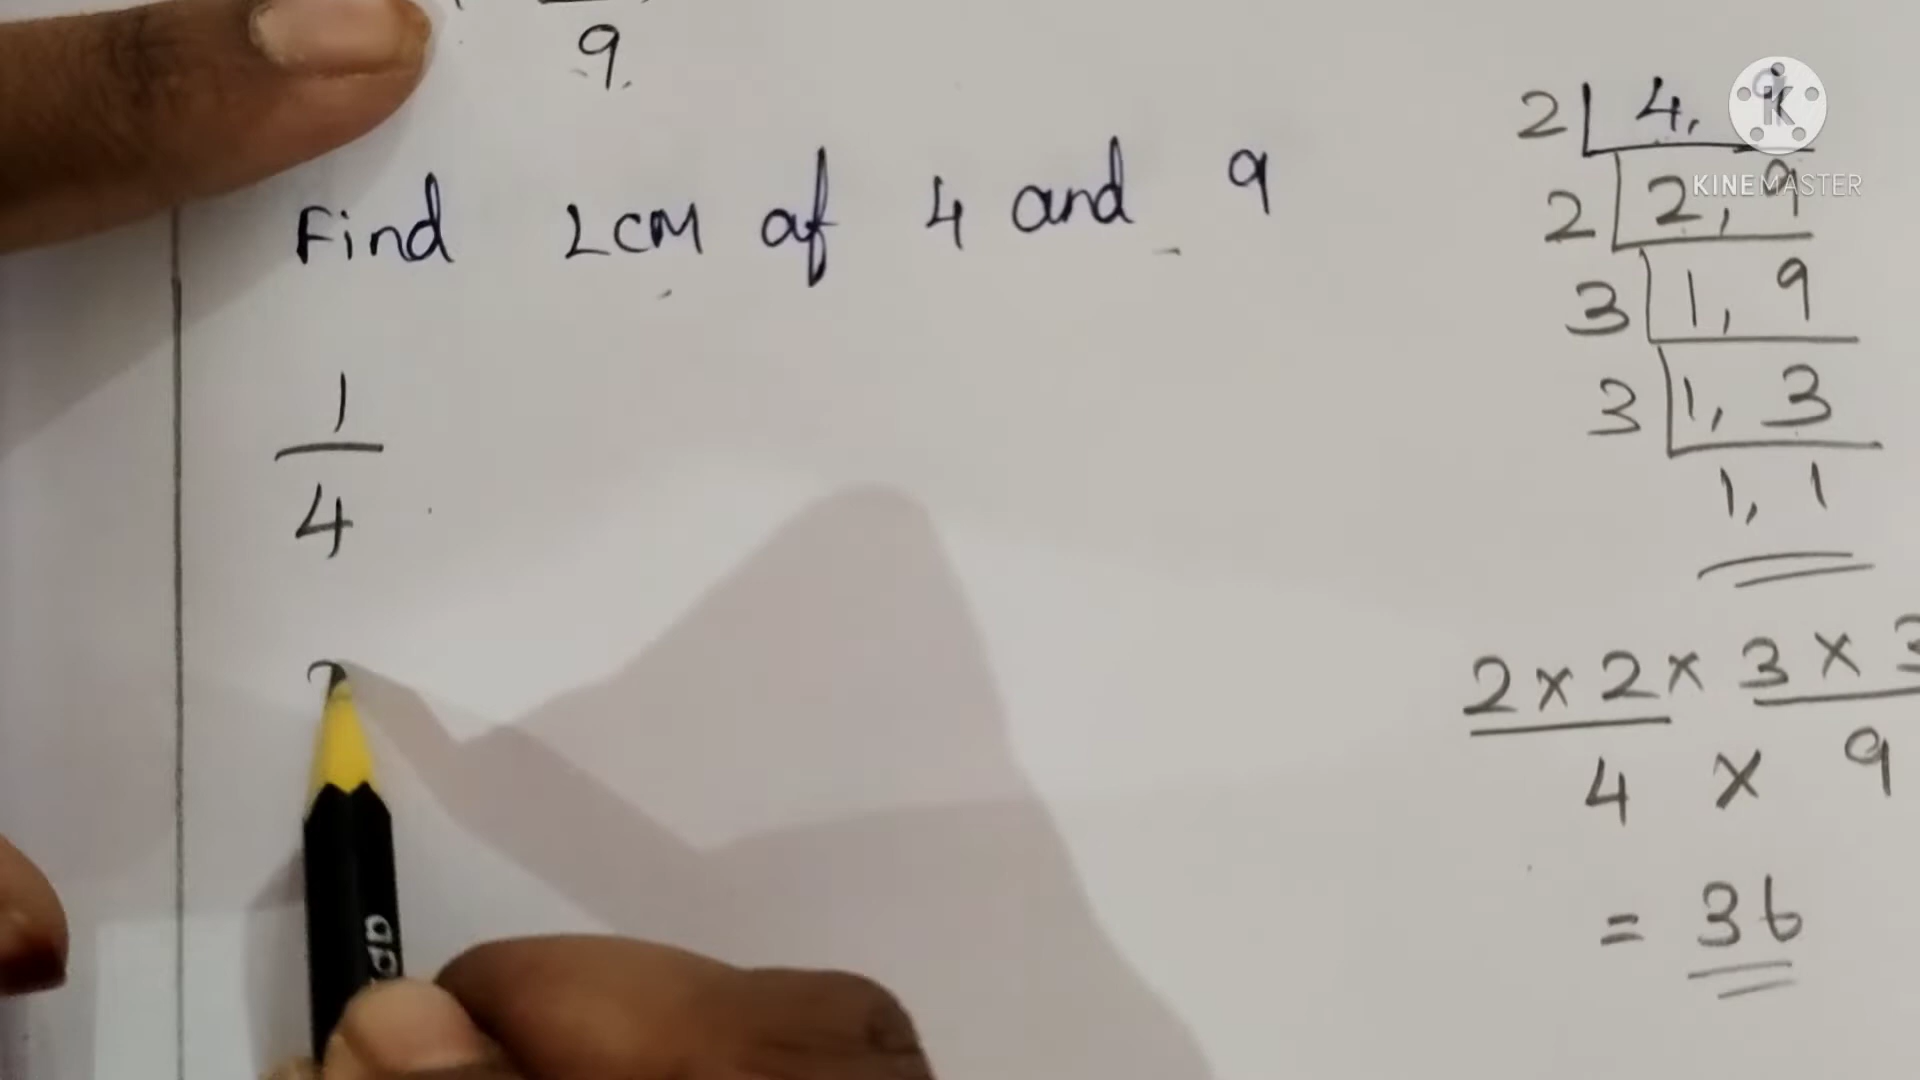 9
Find LCM of 4 and 9
1
4
2 4, 9
2 2, 9
3 1, 9
3 1, 3
1, 1
2 × 2 × 3 × 3
4 × 9
= 36
K
KINEMASTER